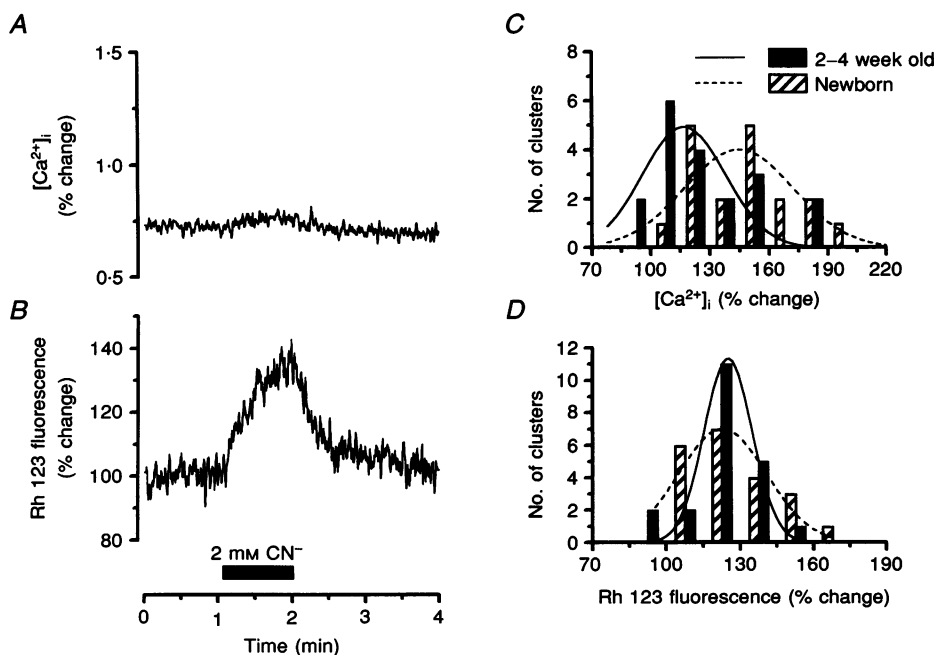 A
1·5
1·0
0·5
[Ca²⁺]ᵢ
(% change)
B
140
120
100
80
Rh 123 fluorescence
(% change)
2 mM CN⁻
0 1 2 3 4
Time (min)
C
8
6
4
2
0
No. of clusters
2–4 week old
Newborn
70 100 130 160 190 220
[Ca²⁺]ᵢ (% change)
D
12
10
8
6
4
2
0
No. of clusters
70 100 130 160 190
Rh 123 fluorescence (% change)